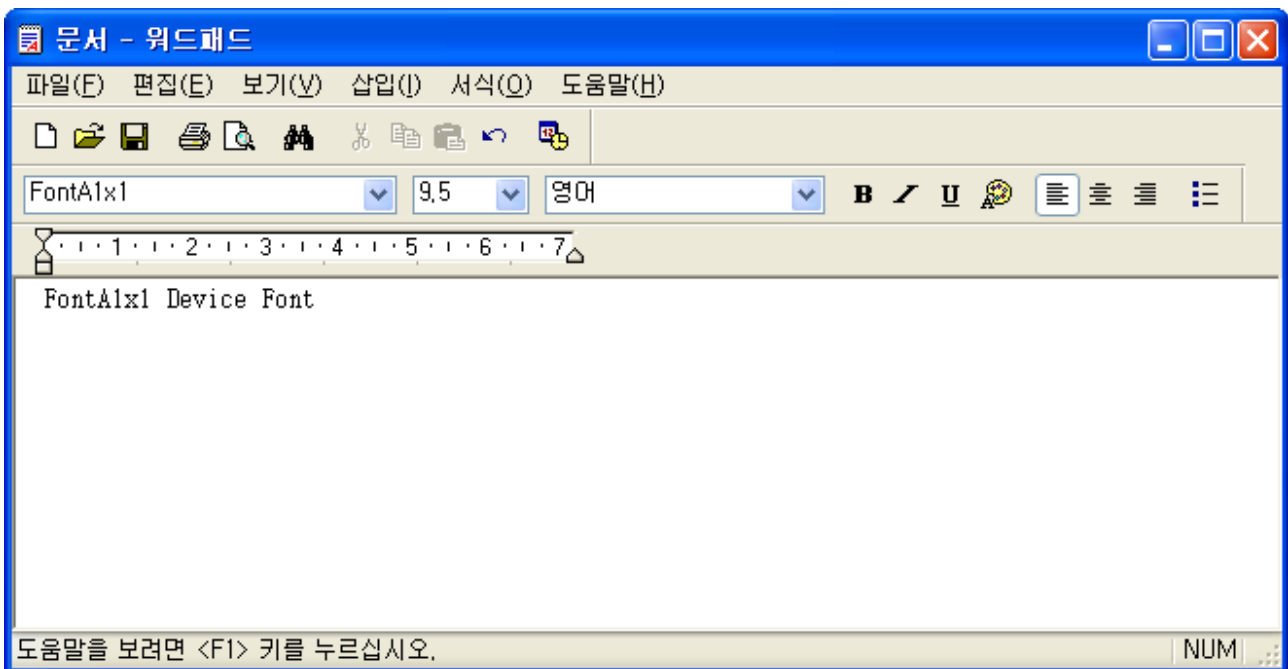 문서 - 워드패드
파일(F) 편집(E) 보기(V) 삽입(I) 서식(O) 도움말(H)
FontA1x1 9,5 영어 B I U
1 2 3 4 5 6 7
FontA1x1 Device Font
도움말을 보려면 <F1> 키를 누르십시오. NUM